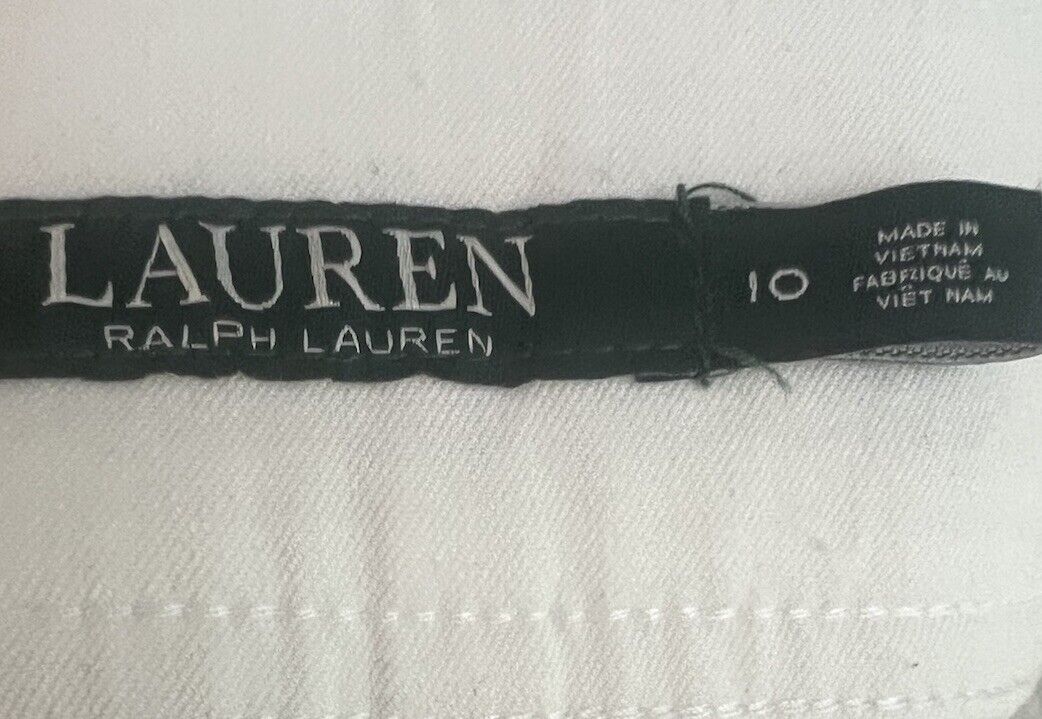 LAUREN
RALPH LAUREN
10
MADE IN
VIETNAM
FABRIQUÉ AU
VIÊT NAM